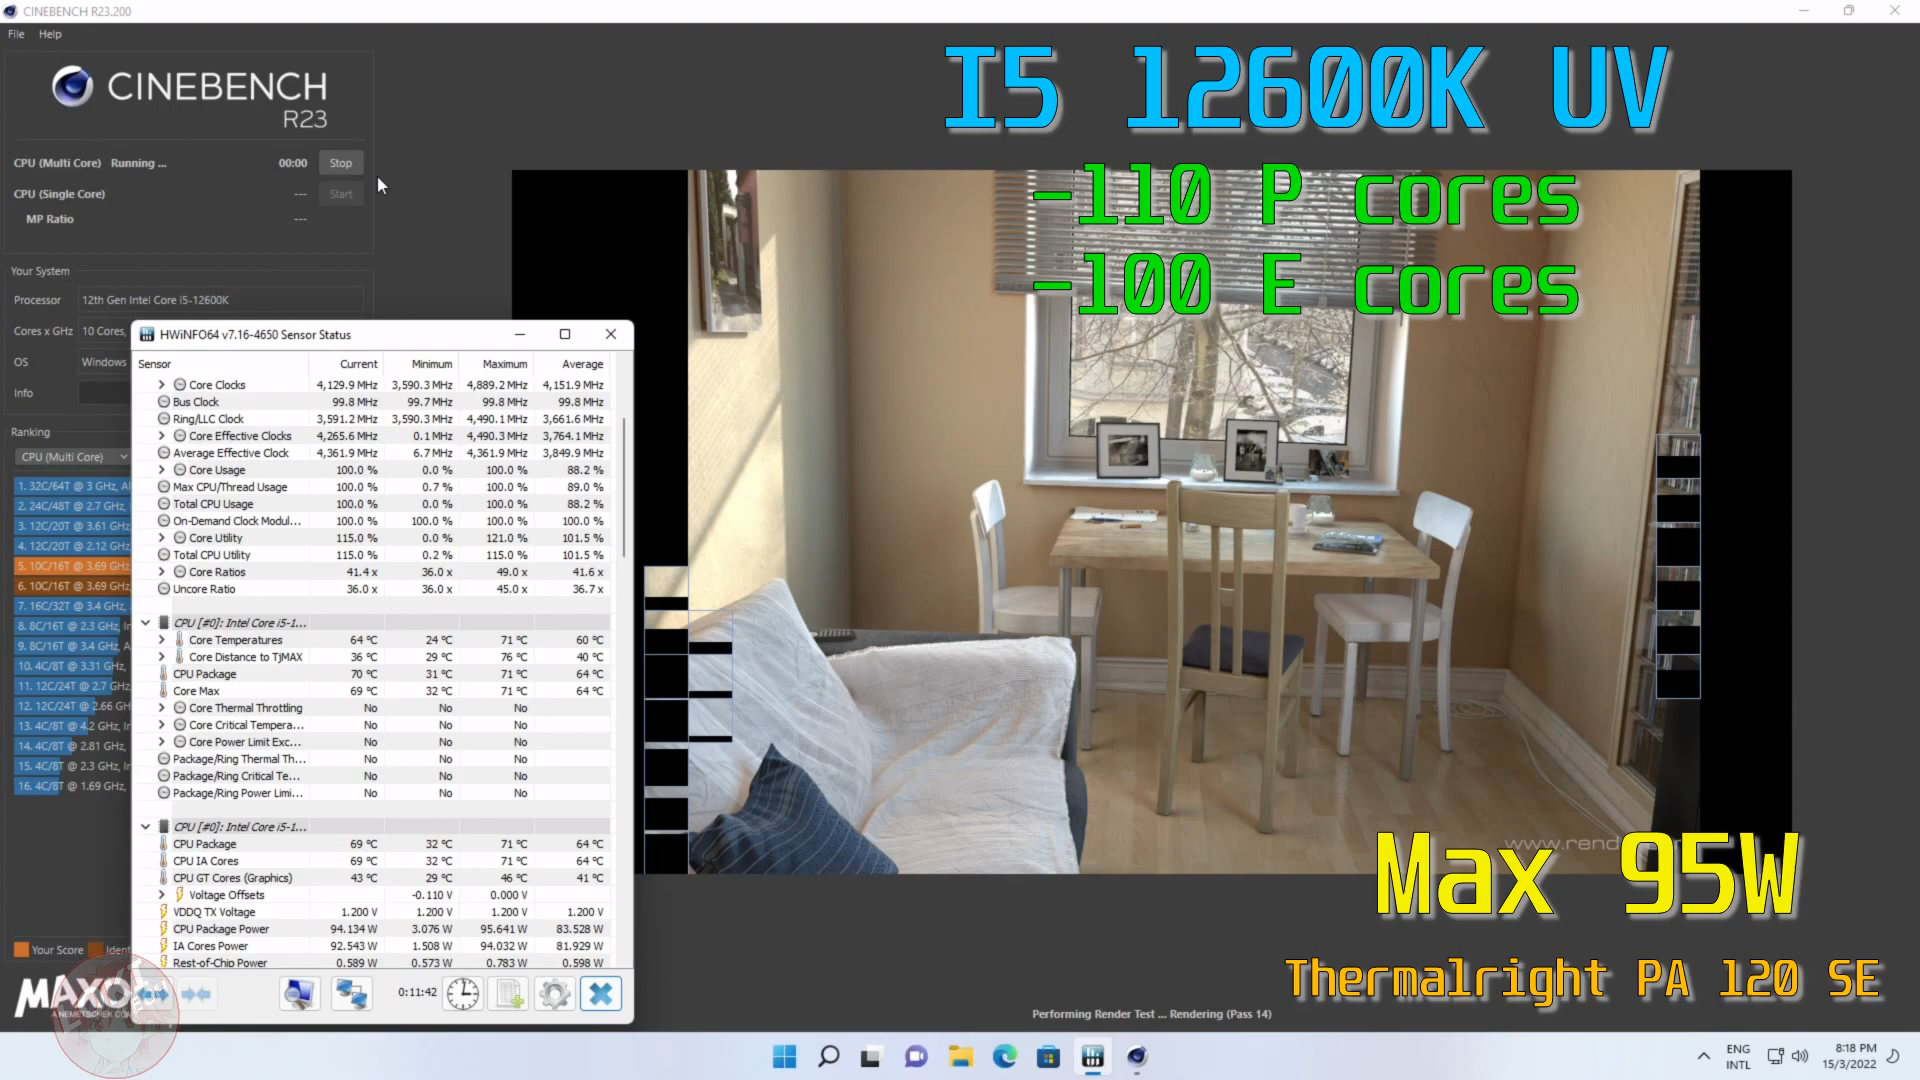 CINEBENCH R23.200
File Help
CINEBENCH
R23
CPU (Multi Core) Running ... 00:00 Stop
CPU (Single Core) --- Start
MP Ratio ---
Your System
Processor 12th Gen Intel Core i5-12600K
Cores x GHz 10 Cores,
OS Windows
Info
Ranking
CPU (Multi Core)
1. 32C/64T @ 3 GHz, A
2. 24C/48T @ 2.7 GHz,
3. 12C/20T @ 3.61 GHz
4. 12C/20T @ 2.12 GHz
5. 10C/16T @ 3.69 GHz
6. 10C/16T @ 3.69 GHz
7. 16C/32T @ 3.4 GHz,
8. 8C/16T @ 2.3 GHz, In
9. 8C/16T @ 3.4 GHz, A
10. 4C/8T @ 3.31 GHz,
11. 12C/24T @ 2.7 GHz
12. 12C/24T @ 2.66 GH
13. 4C/8T @ 4.2 GHz, In
14. 4C/8T @ 2.81 GHz,
15. 4C/8T @ 2.3 GHz, In
16. 4C/8T @ 1.69 GHz,
Your Score Ident
MAXO
A NEMETSCHEK COM
HWiNFO64 v7.16-4650 Sensor Status
Sensor Current Minimum Maximum Average
Core Clocks 4,129.9 MHz 3,590.3 MHz 4,889.2 MHz 4,151.9 MHz
Bus Clock 99.8 MHz 99.7 MHz 99.8 MHz 99.8 MHz
Ring/LLC Clock 3,591.2 MHz 3,590.3 MHz 4,490.1 MHz 3,661.6 MHz
Core Effective Clocks 4,265.6 MHz 0.1 MHz 4,490.3 MHz 3,764.1 MHz
Average Effective Clock 4,361.9 MHz 6.7 MHz 4,361.9 MHz 3,849.9 MHz
Core Usage 100.0 % 0.0 % 100.0 % 88.2 %
Max CPU/Thread Usage 100.0 % 0.7 % 100.0 % 89.0 %
Total CPU Usage 100.0 % 0.0 % 100.0 % 88.2 %
On-Demand Clock Modul... 100.0 % 100.0 % 100.0 % 100.0 %
Core Utility 115.0 % 0.0 % 121.0 % 101.5 %
Total CPU Utility 115.0 % 0.2 % 115.0 % 101.5 %
Core Ratios 41.4 x 36.0 x 49.0 x 41.6 x
Uncore Ratio 36.0 x 36.0 x 45.0 x 36.7 x
CPU [#0]: Intel Core i5-1...
Core Temperatures 64 °C 24 °C 71 °C 60 °C
Core Distance to TjMAX 36 °C 29 °C 76 °C 40 °C
CPU Package 70 °C 31 °C 71 °C 64 °C
Core Max 69 °C 32 °C 71 °C 64 °C
Core Thermal Throttling No No No
Core Critical Tempera... No No No
Core Power Limit Exc... No No No
Package/Ring Thermal Th... No No No
Package/Ring Critical Te... No No No
Package/Ring Power Limi... No No No
CPU [#0]: Intel Core i5-1...
CPU Package 69 °C 32 °C 71 °C 64 °C
CPU IA Cores 69 °C 32 °C 71 °C 64 °C
CPU GT Cores (Graphics) 43 °C 29 °C 46 °C 41 °C
Voltage Offsets -0.110 V 0.000 V
VDDQ TX Voltage 1.200 V 1.200 V 1.200 V 1.200 V
CPU Package Power 94.134 W 3.076 W 95.641 W 83.528 W
IA Cores Power 92.543 W 1.508 W 94.032 W 81.929 W
Rest-of-Chip Power 0.589 W 0.573 W 0.783 W 0.598 W
0:11:42
I5 12600K UV
-110 P cores
-100 E cores
www.rend
Max 95W
Thermalright PA 120 SE
Performing Render Test ... Rendering (Pass 14)
ENG
INTL
8:18 PM
15/3/2022